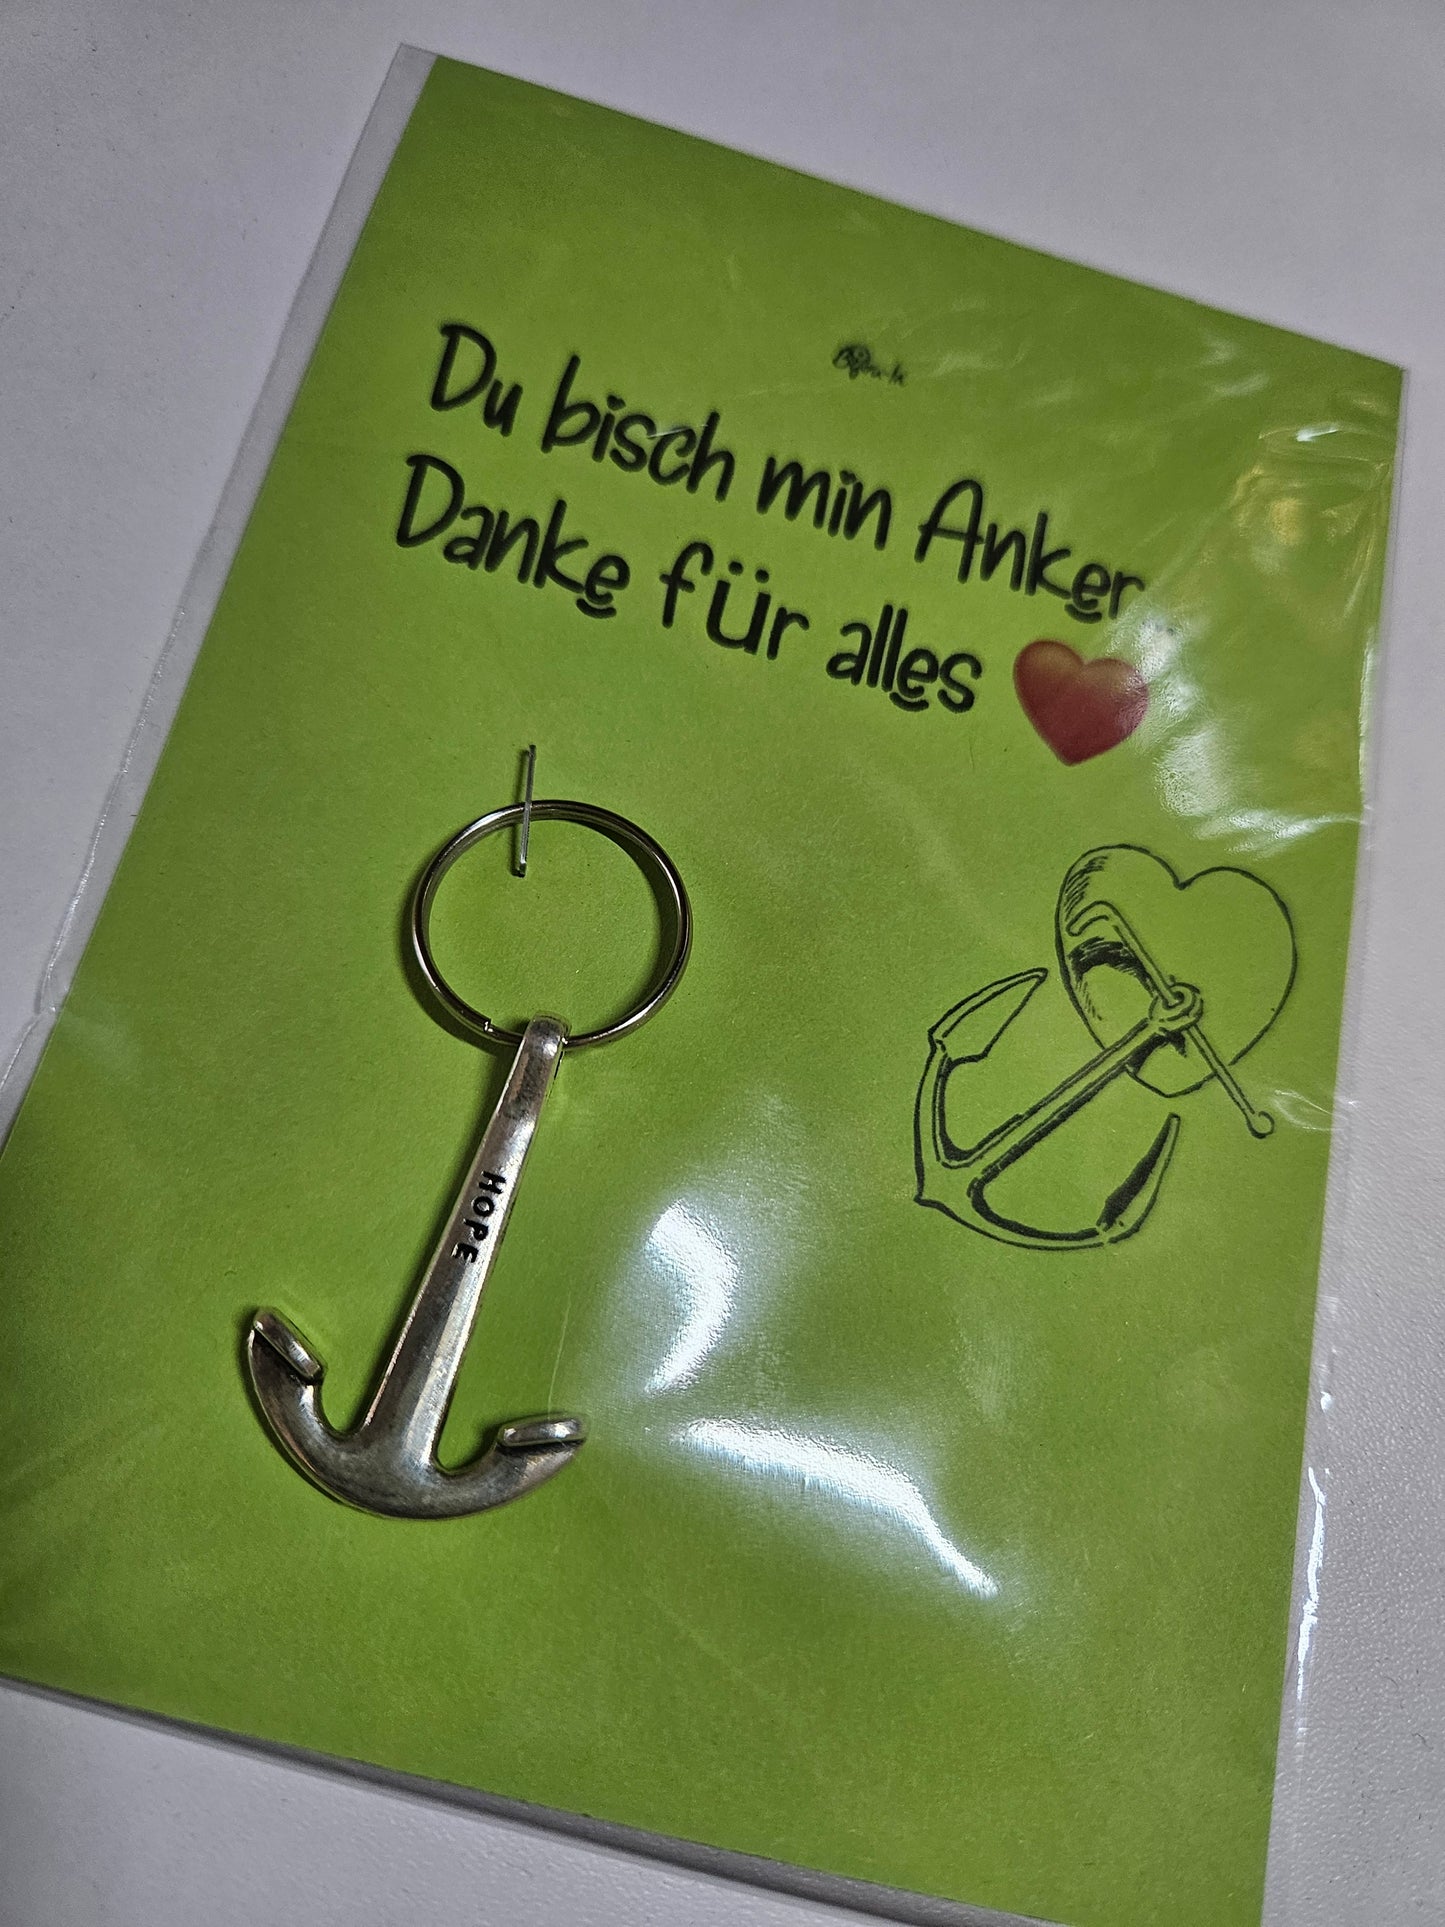 Du bisch min Anker
Danke für alles ❤️
HOPE